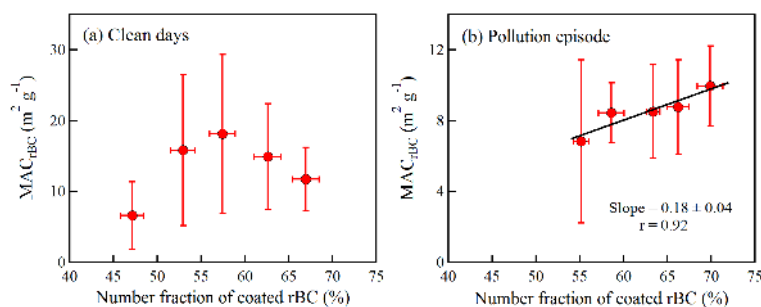 (a) Clean days
MAC_rBC (m² g⁻¹)
30
20
10
0
40 45 50 55 60 65 70 75
Number fraction of coated rBC (%)
(b) Pollution episode
MAC_rBC (m² g⁻¹)
12
8
4
0
Slope = 0.18 ± 0.04
r = 0.92
40 45 50 55 60 65 70 75
Number fraction of coated rBC (%)